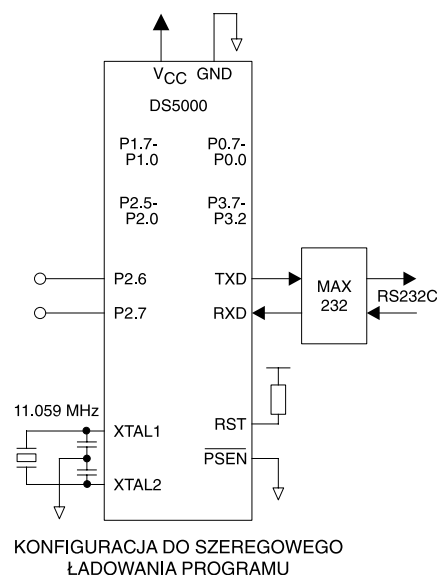 VCC GND
DS5000
P1.7- P0.7-
P1.0 P0.0
P2.5- P3.7-
P2.0 P3.2
P2.6 TXD
P2.7 RXD
MAX
232
RS232C
11.059 MHz
XTAL1 RST
PSEN
XTAL2
KONFIGURACJA DO SZEREGOWEGO
ŁADOWANIA PROGRAMU